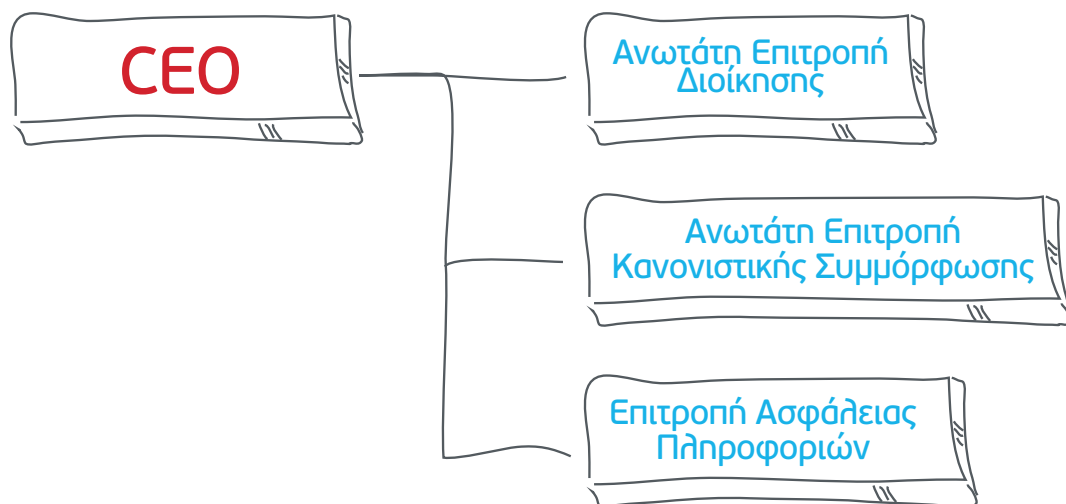 CEO
Ανωτάτη Επιτροπή
Διοίκησης
Ανωτάτη Επιτροπή
Κανονιστικής Συμμόρφωσης
Επιτροπή Ασφάλειας
Πληροφοριών